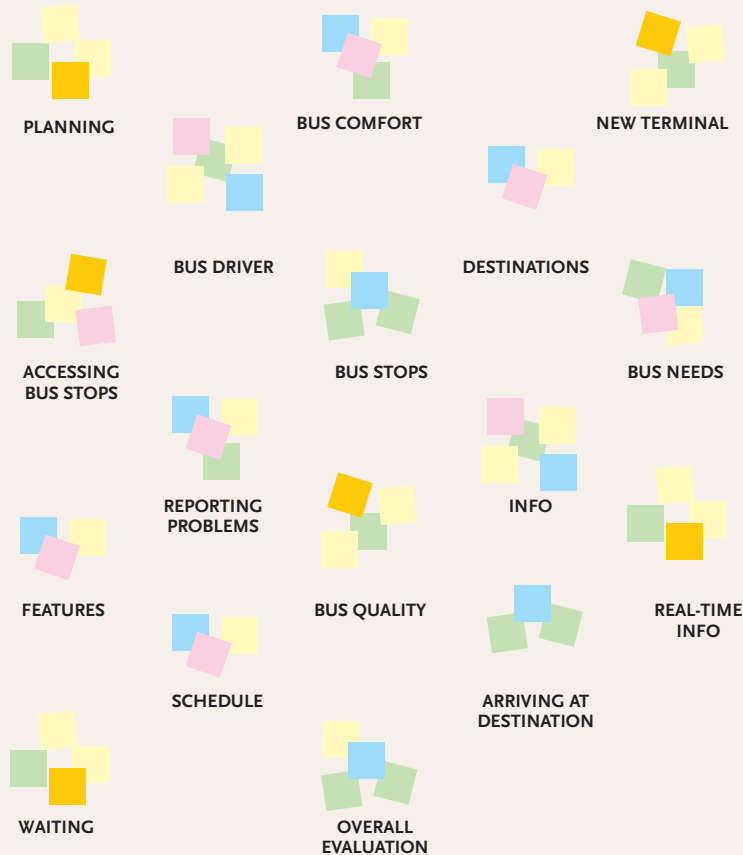 PLANNING
BUS COMFORT
NEW TERMINAL
BUS DRIVER
DESTINATIONS
ACCESSING
BUS STOPS
BUS STOPS
BUS NEEDS
REPORTING
PROBLEMS
INFO
FEATURES
BUS QUALITY
REAL-TIME
INFO
SCHEDULE
ARRIVING AT
DESTINATION
WAITING
OVERALL
EVALUATION